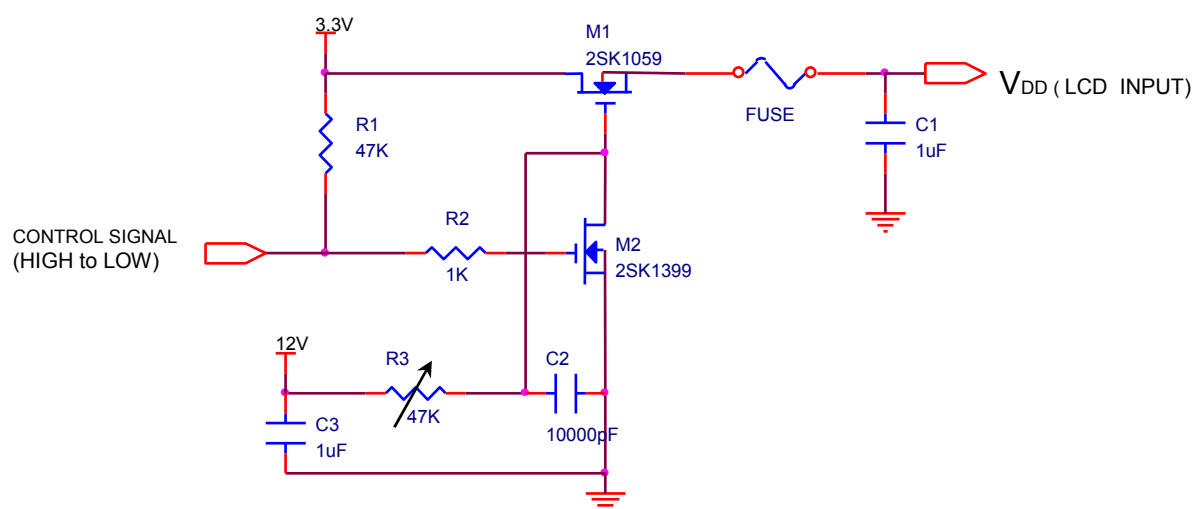 3.3V
M1
2SK1059
VDD ( LCD INPUT)
FUSE
R1
47K
C1
1uF
CONTROL SIGNAL
(HIGH to LOW)
R2
1K
M2
2SK1399
12V
R3
47K
C2
10000pF
C3
1uF